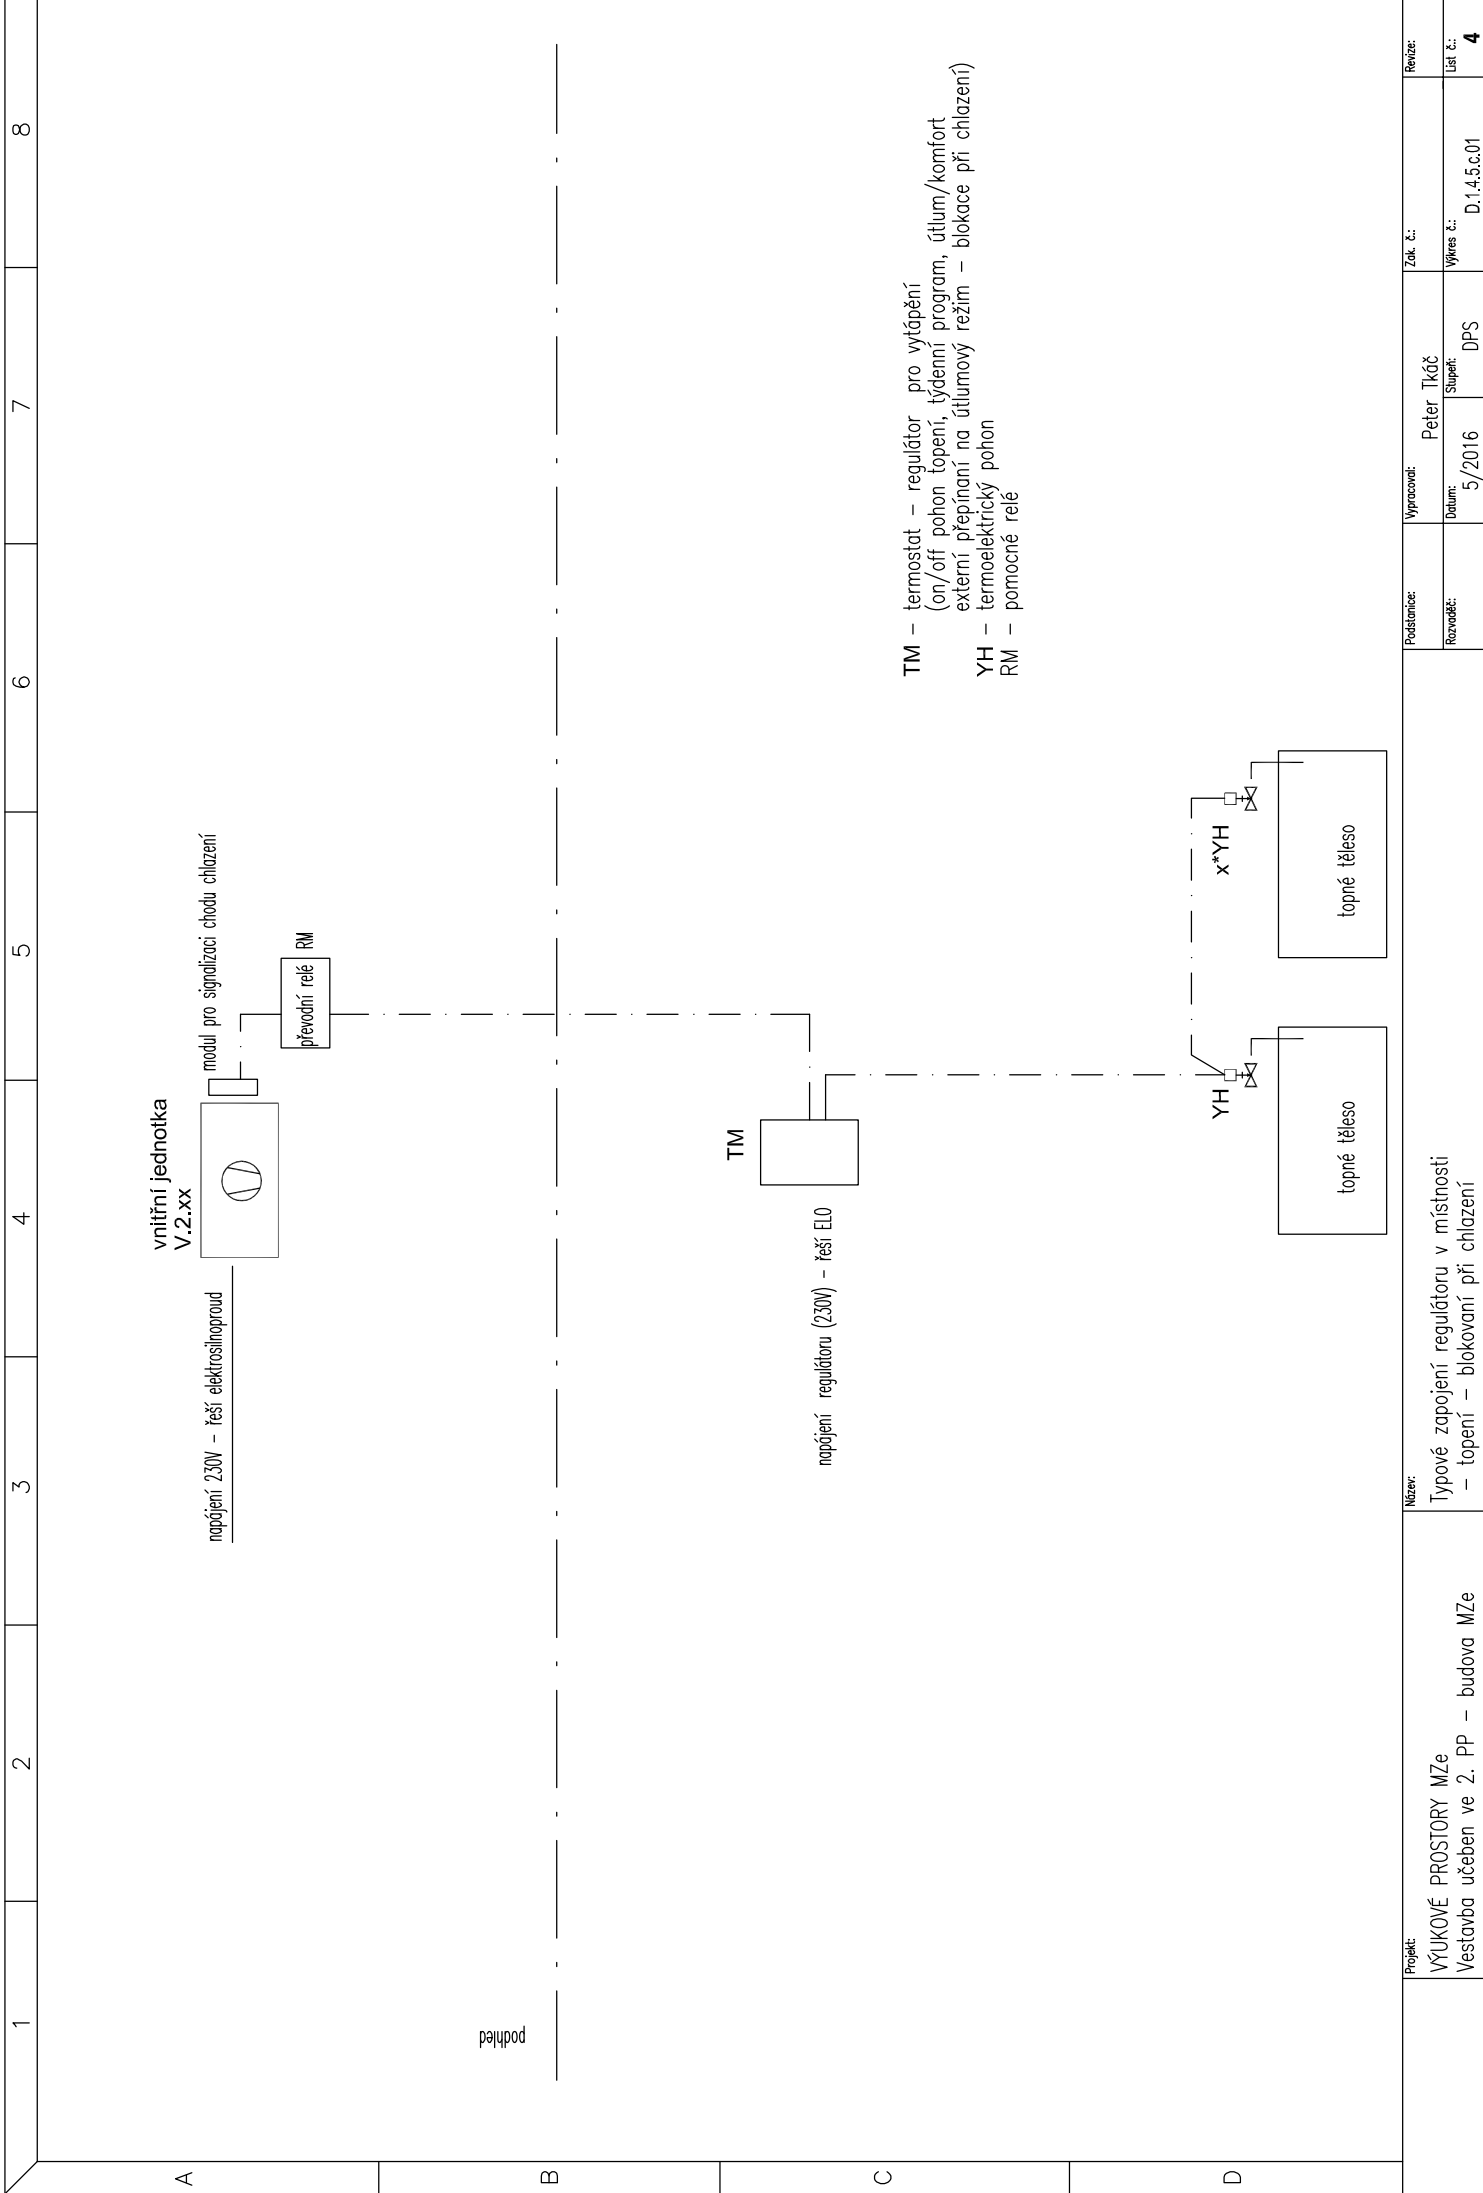 1
2
3
4
5
6
7
8
A
B
C
D
vnitřní jednotka
V.2.xx
modul pro signalizaci chodu chlazení
napájení 230V – řeší elektrosilnoproud
převodní relé
RM
podhled
TM
napájení regulátoru (230V) – řeší ELO
TM – termostat – regulátor pro vytápění
(on/off pohon topení, týdenní program, útlum/komfort
externí přepínaní na útlumový režim – blokace při chlazení)
YH – termoelektrický pohon
RM – pomocné relé
YH
x*YH
topné těleso
topné těleso
Projekt:
VÝUKOVÉ PROSTORY MZe
Vestavba učeben ve 2. PP – budova MZe
Název:
Typové zapojení regulátoru v místnosti
– topení – blokovaní při chlazení
Podstanice:
Rozvaděč:
Vypracoval:
Peter Tkáč
Datum:
5/2016
Stupeň:
DPS
Zak. č.:
Výkres č.:
D.1.4.5.c.01
Revize:
List č.:
4